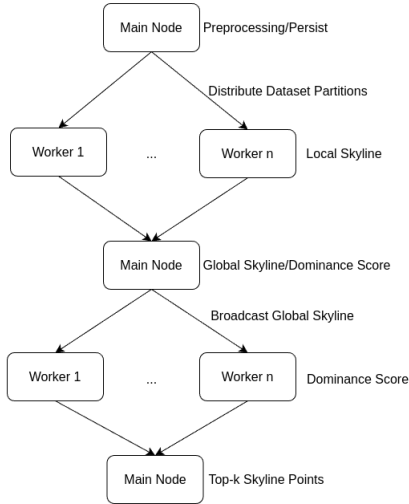 Main Node
Preprocessing/Persist
Distribute Dataset Partitions
Worker 1
...
Worker n
Local Skyline
Main Node
Global Skyline/Dominance Score
Broadcast Global Skyline
Worker 1
...
Worker n
Dominance Score
Main Node
Top-k Skyline Points